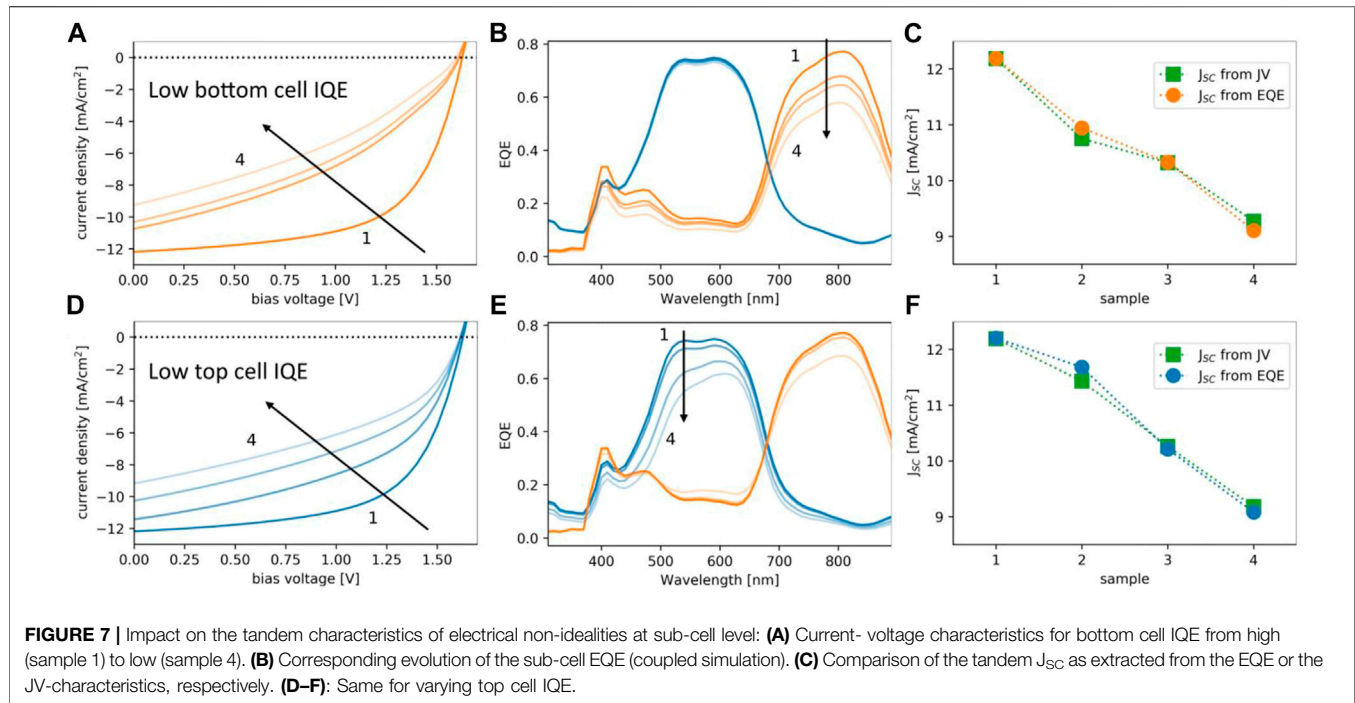 A
B
C
0
−2
−4
−6
−8
−10
−12
current density [mA/cm²]
Low bottom cell IQE
4
1
0.00 0.25 0.50 0.75 1.00 1.25 1.50
bias voltage [V]
0.8
0.6
0.4
0.2
0.0
EQE
1
4
400 500 600 700 800
Wavelength [nm]
12
11
10
9
J_SC [mA/cm²]
J_SC from JV
J_SC from EQE
1 2 3 4
sample
D
E
F
0
−2
−4
−6
−8
−10
−12
current density [mA/cm²]
Low top cell IQE
4
1
0.00 0.25 0.50 0.75 1.00 1.25 1.50
bias voltage [V]
0.8
0.6
0.4
0.2
0.0
EQE
1
4
400 500 600 700 800
Wavelength [nm]
12
11
10
9
J_SC [mA/cm²]
J_SC from JV
J_SC from EQE
1 2 3 4
sample
FIGURE 7 | Impact on the tandem characteristics of electrical non-idealities at sub-cell level: (A) Current- voltage characteristics for bottom cell IQE from high
(sample 1) to low (sample 4). (B) Corresponding evolution of the sub-cell EQE (coupled simulation). (C) Comparison of the tandem J_SC as extracted from the EQE or the
JV-characteristics, respectively. (D–F): Same for varying top cell IQE.